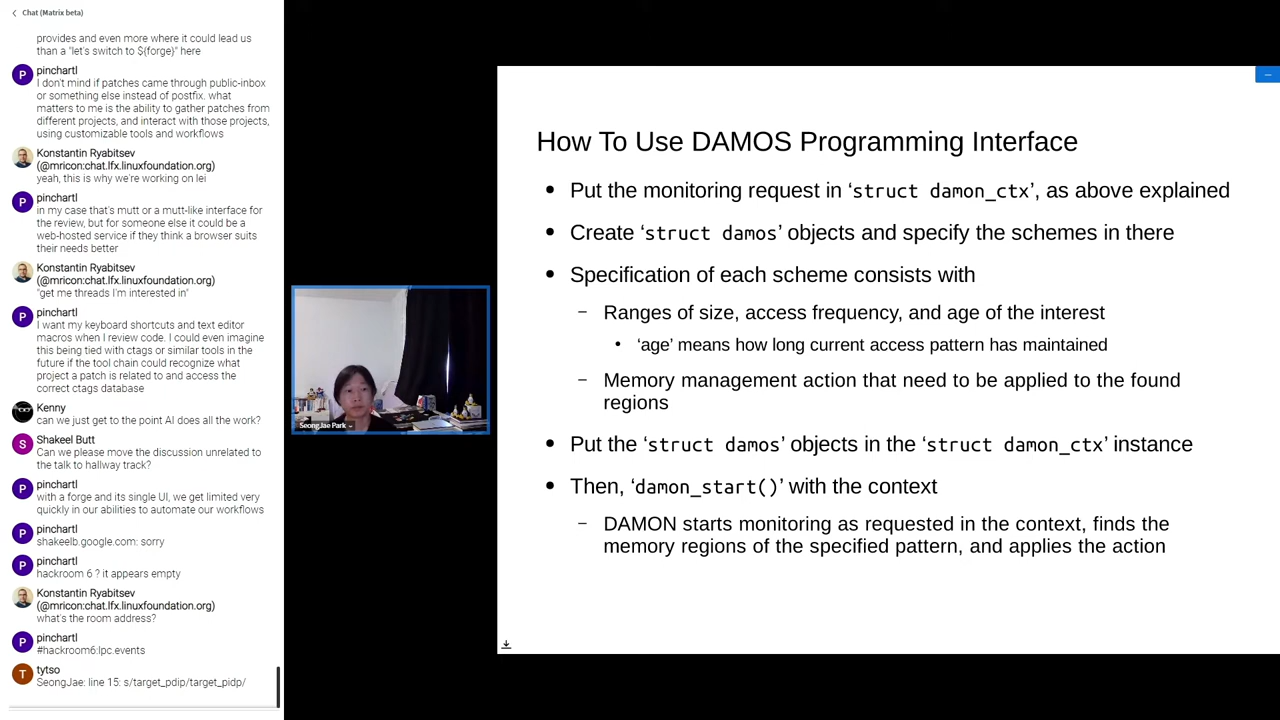 Chat (Matrix beta)
provides and even more where it could lead us
than a "let's switch to ${forge}" here
P
pinchartl
I don't mind if patches came through public-inbox
or something else instead of postfix. what
matters to me is the ability to gather patches from
different projects, and interact with those projects,
using customizable tools and workflows
Konstantin Ryabitsev
(@mricon:chat.lfx.linuxfoundation.org)
yeah, this is why we're working on lei
P
pinchartl
in my case that's mutt or a mutt-like interface for
the review, but for someone else it could be a
web-hosted service if they think a browser suits
their needs better
Konstantin Ryabitsev
(@mricon:chat.lfx.linuxfoundation.org)
"get me threads I'm interested in"
P
pinchartl
I want my keyboard shortcuts and text editor
macros when I review code. I could even imagine
this being tied with ctags or similar tools in the
future if the tool chain could recognize what
project a patch is related to and access the
correct ctags database
Kenny
can we just get to the point AI does all the work?
S
Shakeel Butt
Can we please move the discussion unrelated to
the talk to hallway track?
P
pinchartl
with a forge and its single UI, we get limited very
quickly in our abilities to automate our workflows
P
pinchartl
shakeelb.google.com: sorry
P
pinchartl
hackroom 6 ? it appears empty
Konstantin Ryabitsev
(@mricon:chat.lfx.linuxfoundation.org)
what's the room address?
P
pinchartl
#hackroom6:lpc.events
T
tytso
SeongJae: line 15: s/target_pdip/target_pidp/
SeongJae Park
How To Use DAMOS Programming Interface
• Put the monitoring request in ‘struct damon_ctx’, as above explained
• Create ‘struct damos’ objects and specify the schemes in there
• Specification of each scheme consists with
– Ranges of size, access frequency, and age of the interest
• ‘age’ means how long current access pattern has maintained
– Memory management action that need to be applied to the found
regions
• Put the ‘struct damos’ objects in the ‘struct damon_ctx’ instance
• Then, ‘damon_start()’ with the context
– DAMON starts monitoring as requested in the context, finds the
memory regions of the specified pattern, and applies the action